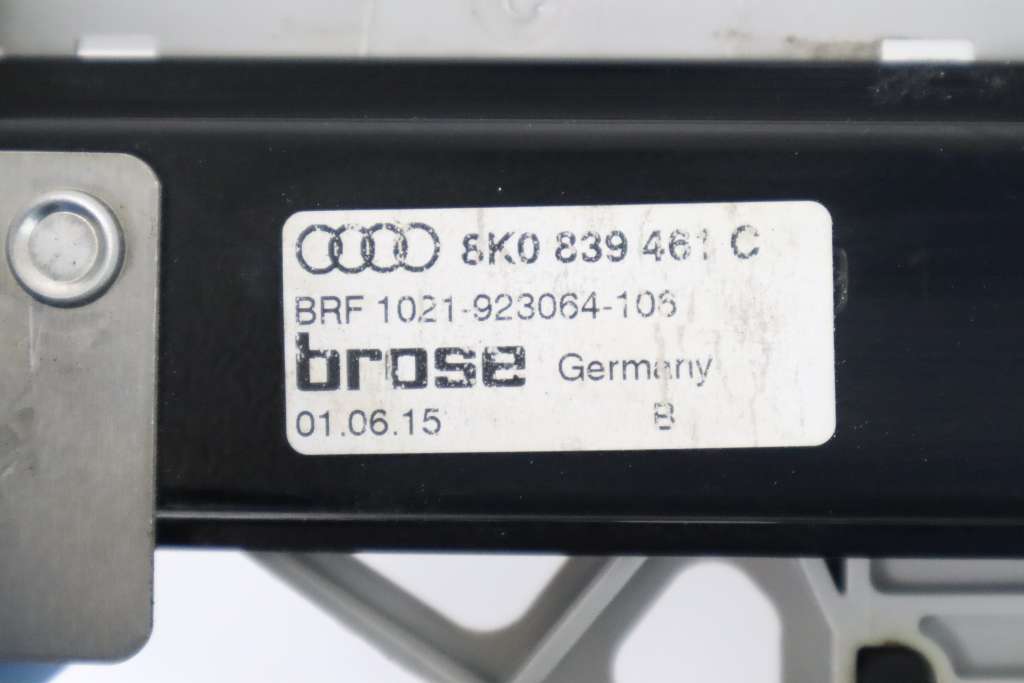 8K0 839 461 C
BRF 1021-923064-106
brose Germany
01.06.15 B